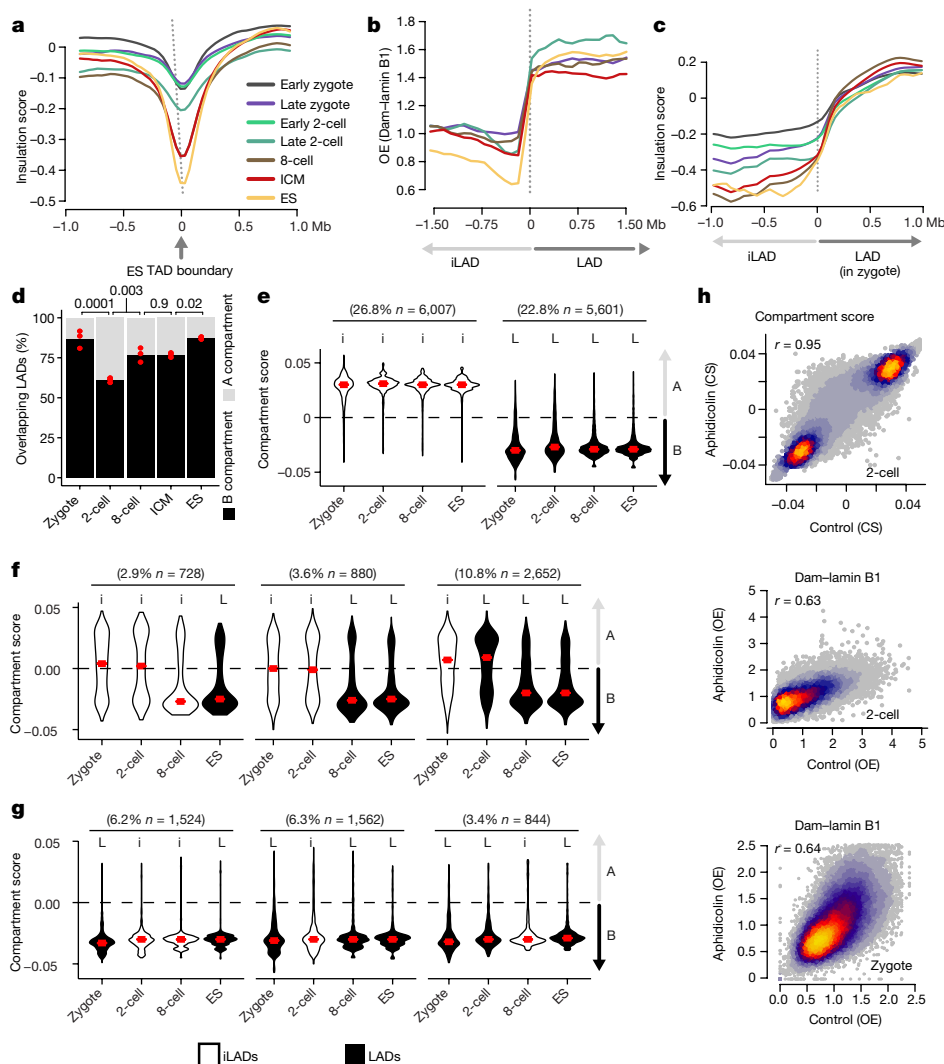 a
Insulation score
0
−0.1
−0.2
−0.3
−0.4
−0.5
−1.0
−0.5
0
0.5
1.0 Mb
ES TAD boundary
Early zygote
Late zygote
Early 2-cell
Late 2-cell
8-cell
ICM
ES
b
OE(Dam–lamin B1)
1.8
1.6
1.4
1.2
1.0
0.8
0.6
−1.50
−0.75
0
0.75
1.50 Mb
iLAD
LAD
c
Insulation score
0.2
0
−0.2
−0.4
−0.6
−1.0
−0.5
0
0.5
1.0 Mb
iLAD
LAD
(in zygote)
d
0.0001
0.003
0.9
0.02
Overlapping LADs (%)
100
75
50
25
0
Zygote
2-cell
8-cell
ICM
ES
B compartment
A compartment
e
(26.8% n = 6,007)
(22.8% n = 5,601)
i i i i
L L L L
Compartment score
0.05
0
−0.05
A
B
Zygote
2-cell
8-cell
ES
Zygote
2-cell
8-cell
ES
f
(2.9% n = 728)
(3.6% n = 880)
(10.8% n = 2,652)
i i i L
i i L L
i L L L
Compartment score
0.05
0.00
−0.05
A
B
Zygote
2-cell
8-cell
ES
Zygote
2-cell
8-cell
ES
Zygote
2-cell
8-cell
ES
g
(6.2% n = 1,524)
(6.3% n = 1,562)
(3.4% n = 844)
L i i L
L i L L
L L i L
Compartment score
0.05
0.00
−0.05
A
B
Zygote
2-cell
8-cell
ES
Zygote
2-cell
8-cell
ES
Zygote
2-cell
8-cell
ES
iLADs
LADs
h
Compartment score
r = 0.95
Aphidicolin (CS)
0.04
0
−0.04
2-cell
−0.04
0
0.04
Control (CS)
Dam–lamin B1
r = 0.63
Aphidicolin (OE)
5
4
3
2
1
0
2-cell
0 1 2 3 4 5
Control (OE)
Dam–lamin B1
r = 0.64
Aphidicolin (OE)
2.5
2.0
1.5
1.0
0.5
0
Zygote
0.0 0.5 1.0 1.5 2.0 2.5
Control (OE)